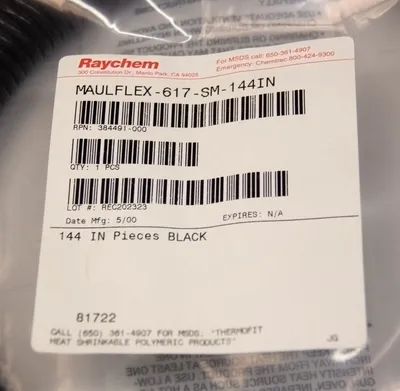 Raychem
300 Constitution Dr., Menlo Park, CA 94025
For MSDS call: 650-361-4907
Emergency: Chemtrec 800-424-9300
MAULFLEX-617-SM-144IN
RPN: 384491-000
QTY: 1 PCS
LOT #: REC202323
Date Mfg: 5/00
EXPIRES: N/A
144 IN Pieces BLACK
81722
CALL (650) 361-4907 FOR MSDS: "THERMOFIT
HEAT SHRINKABLE POLYMERIC PRODUCTS"
JG